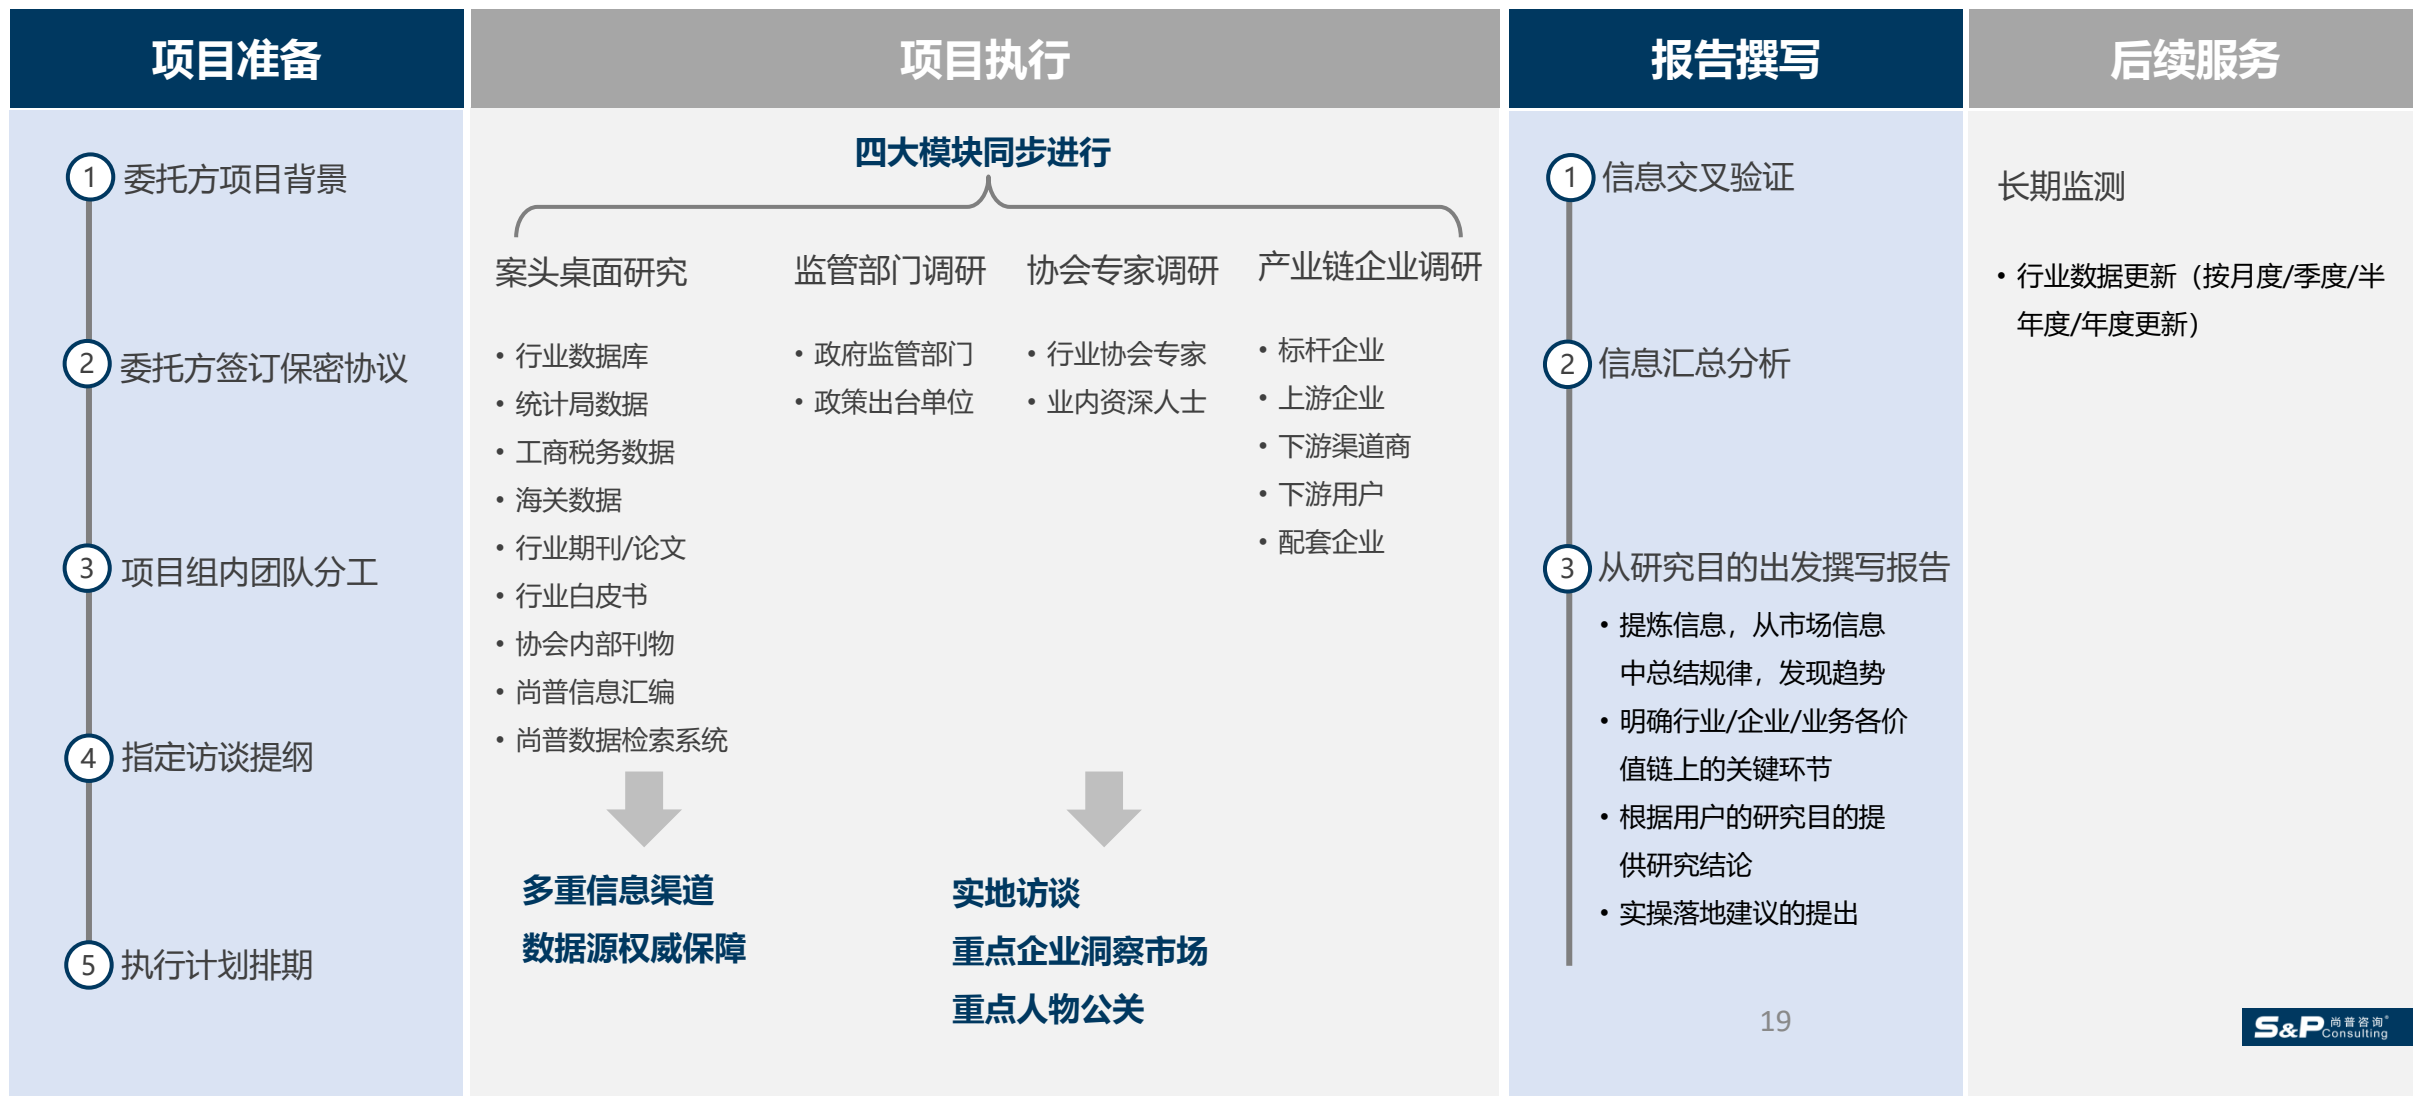 项目准备
1 委托方项目背景
2 委托方签订保密协议
3 项目组内团队分工
4 指定访谈提纲
5 执行计划排期
项目执行
四大模块同步进行
案头桌面研究
• 行业数据库
• 统计局数据
• 工商税务数据
• 海关数据
• 行业期刊/论文
• 行业白皮书
• 协会内部刊物
• 尚普信息汇编
• 尚普数据检索系统
多重信息渠道
数据源权威保障
监管部门调研
• 政府监管部门
• 政策出台单位
协会专家调研
• 行业协会专家
• 业内资深人士
产业链企业调研
• 标杆企业
• 上游企业
• 下游渠道商
• 下游用户
• 配套企业
实地访谈
重点企业洞察市场
重点人物公关
报告撰写
1 信息交叉验证
2 信息汇总分析
3 从研究目的出发撰写报告
• 提炼信息，从市场信息
中总结规律，发现趋势
• 明确行业/企业/业务各价
值链上的关键环节
• 根据用户的研究目的提
供研究结论
• 实操落地建议的提出
19
后续服务
长期监测
• 行业数据更新（按月度/季度/半
年度/年度更新）
S&P 尚普咨询®
Consulting